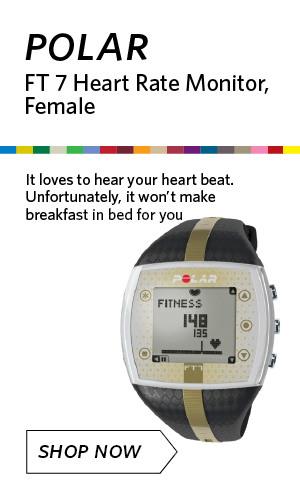 POLAR
FT 7 Heart Rate Monitor,
Female
It loves to hear your heart beat.
Unfortunately, it won't make
breakfast in bed for you
POLAR
FITNESS
148
135
SHOP NOW